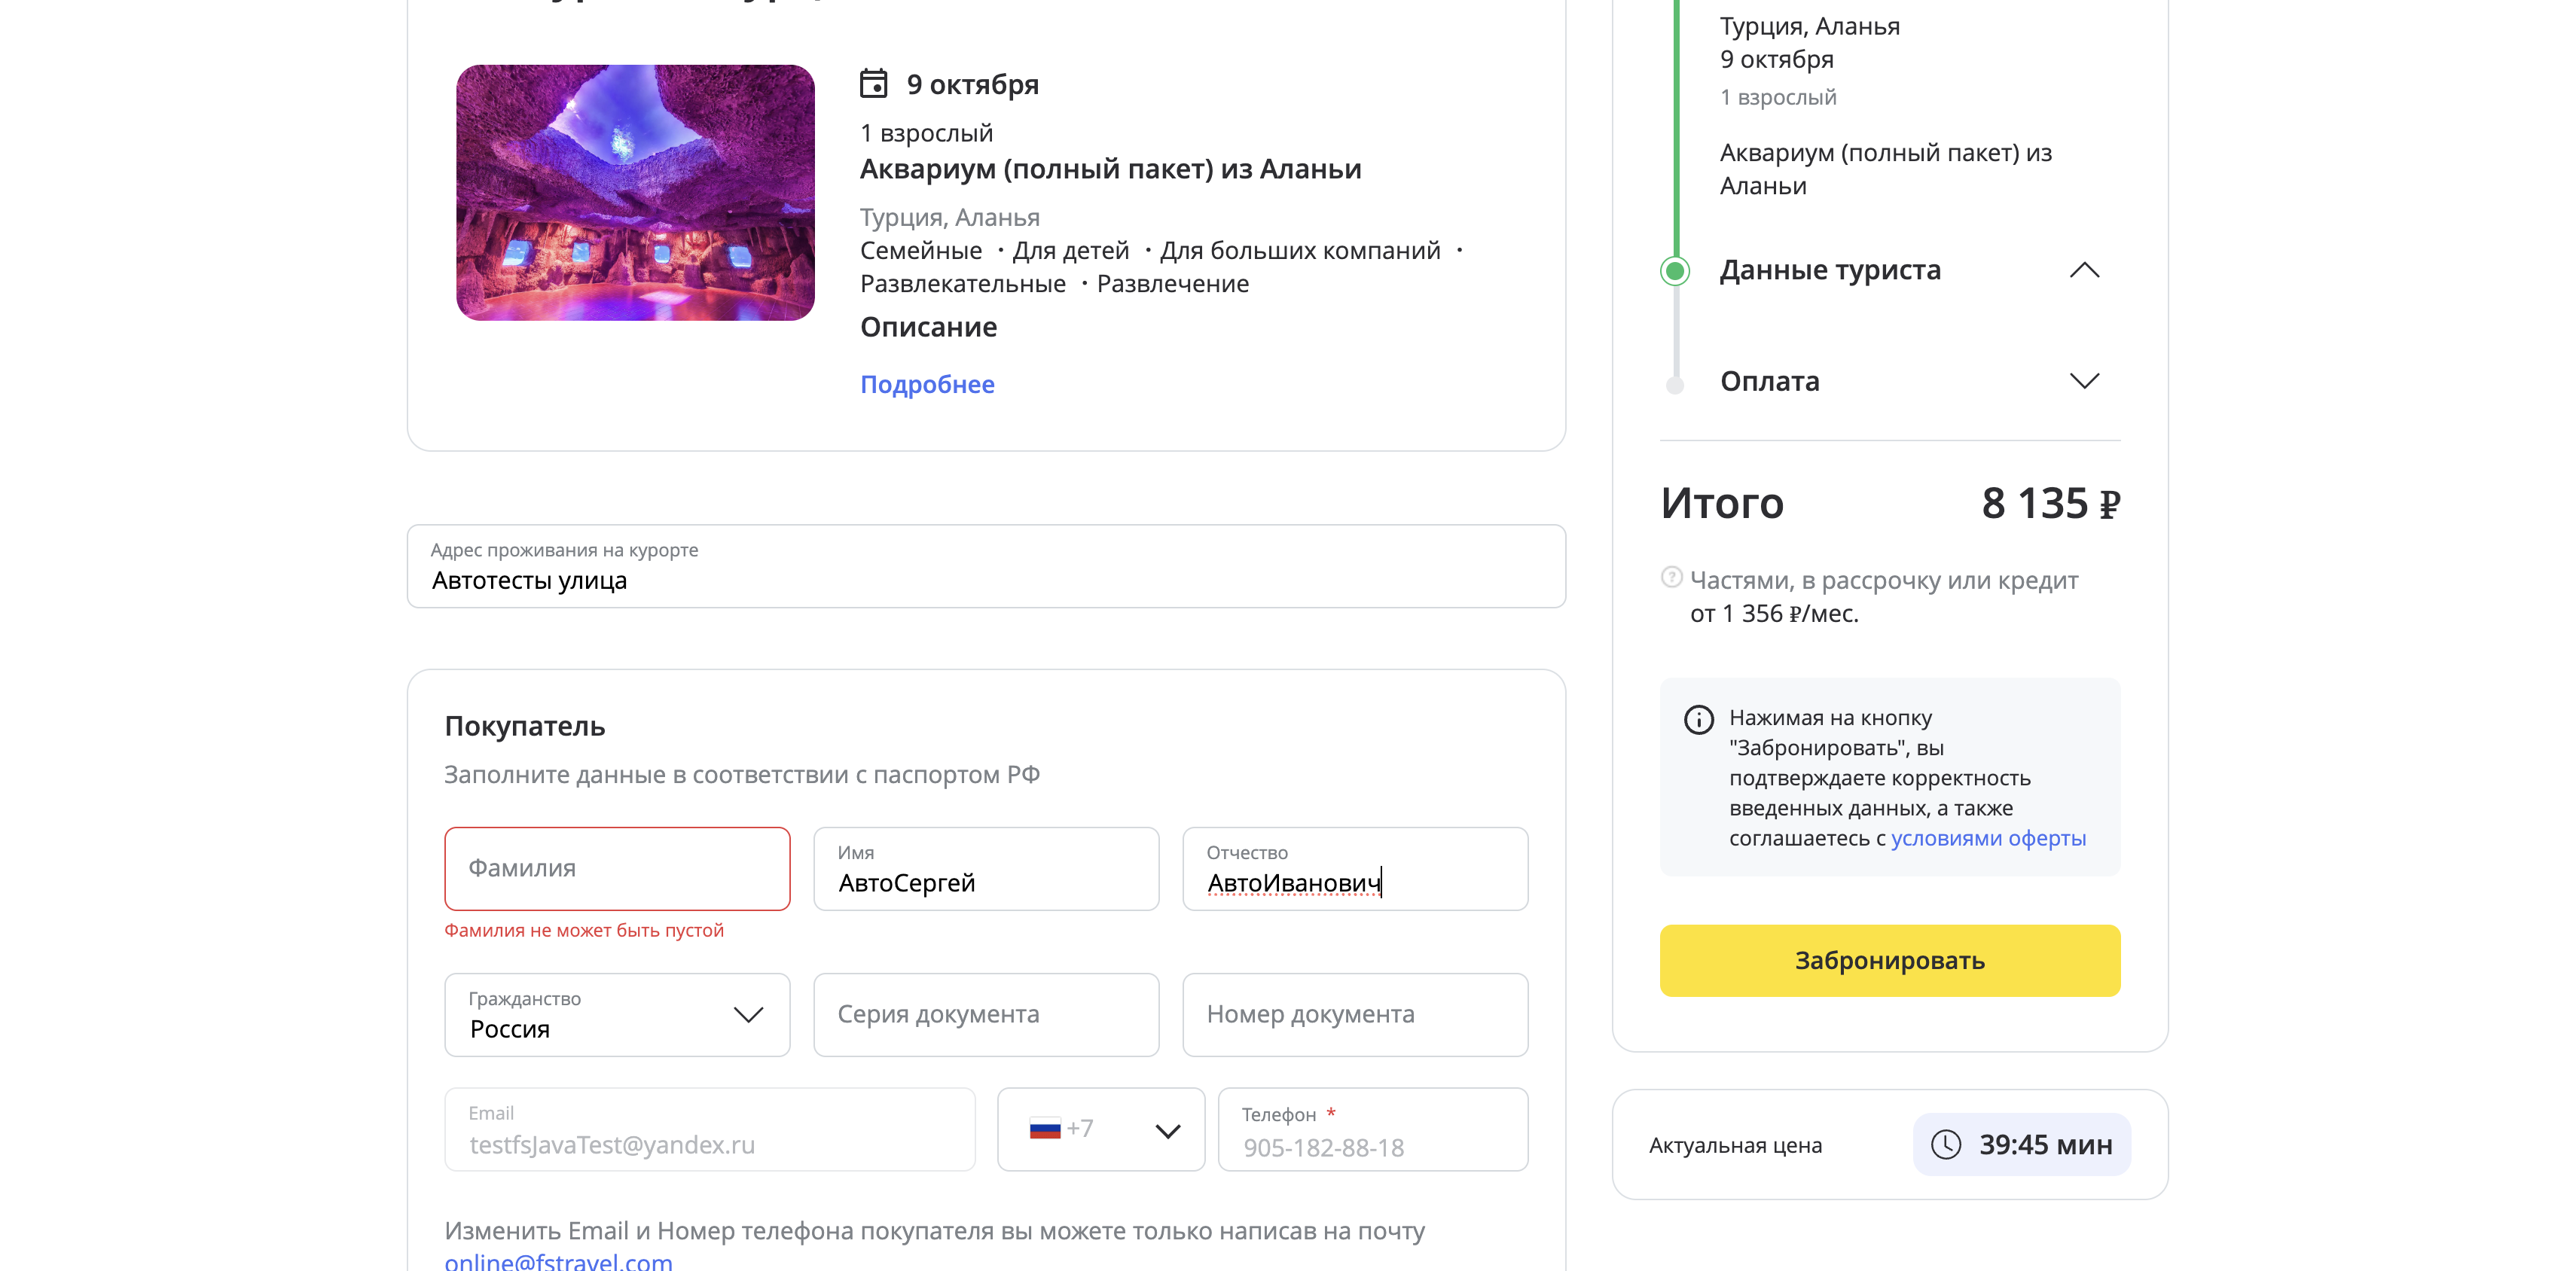 9 октября
1 взрослый
Аквариум (полный пакет) из Аланьи
Турция, Аланья
Семейные · Для детей · Для больших компаний ·
Развлекательные · Развлечение
Описание
Подробнее
Адрес проживания на курорте
Автотесты улица
Покупатель
Заполните данные в соответствии с паспортом РФ
Фамилия
Имя
АвтоСергей
Отчество
АвтоИванович
Фамилия не может быть пустой
Гражданство
Россия
Серия документа
Номер документа
Email
testfsJavaTest@yandex.ru
+7
Телефон *
905-182-88-18
Изменить Email и Номер телефона покупателя вы можете только написав на почту
online@fstravel.com
Турция, Аланья
9 октября
1 взрослый
Аквариум (полный пакет) из
Аланьи
Данные туриста
Оплата
Итого 8 135 ₽
Частями, в рассрочку или кредит
от 1 356 ₽/мес.
Нажимая на кнопку
"Забронировать", вы
подтверждаете корректность
введенных данных, а также
соглашаетесь с условиями оферты
Забронировать
Актуальная цена 39:45 мин